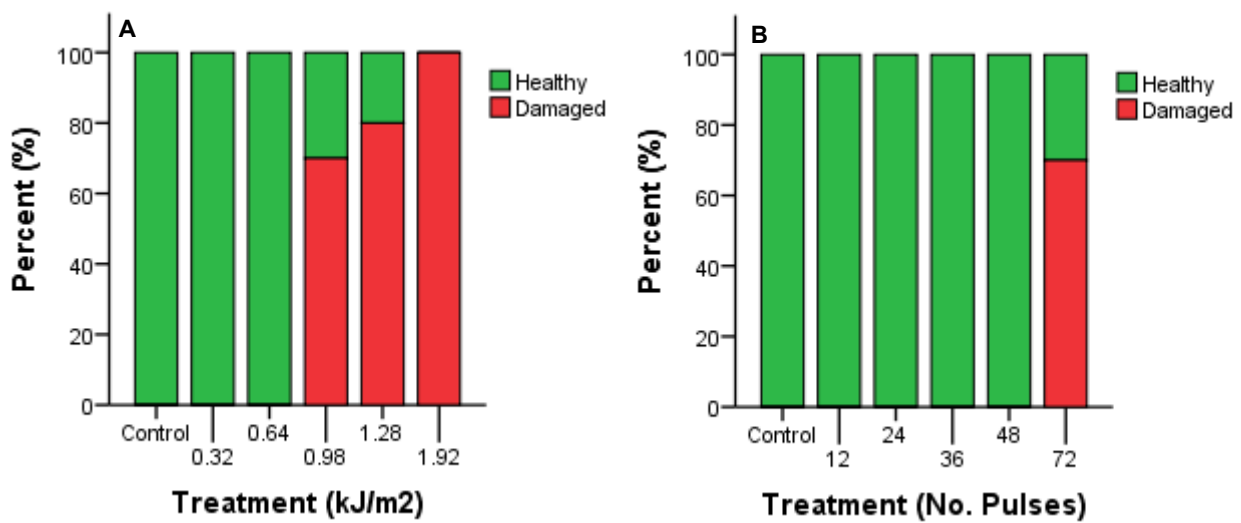 A
100
80
60
40
20
0
Percent (%)
Healthy
Damaged
Control
0.32
0.64
0.98
1.28
1.92
Treatment (kJ/m2)
B
100
80
60
40
20
0
Percent (%)
Healthy
Damaged
Control
12
24
36
48
72
Treatment (No. Pulses)